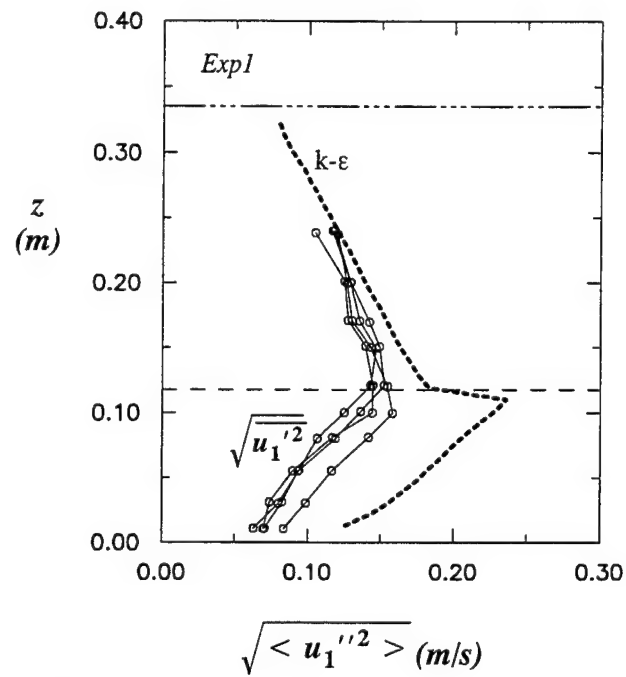 0.40
Exp1
0.30
k-ε
z
(m)
0.20
0.10
√u₁′²
0.00
0.00 0.10 0.20 0.30
√< u₁″² > (m/s)